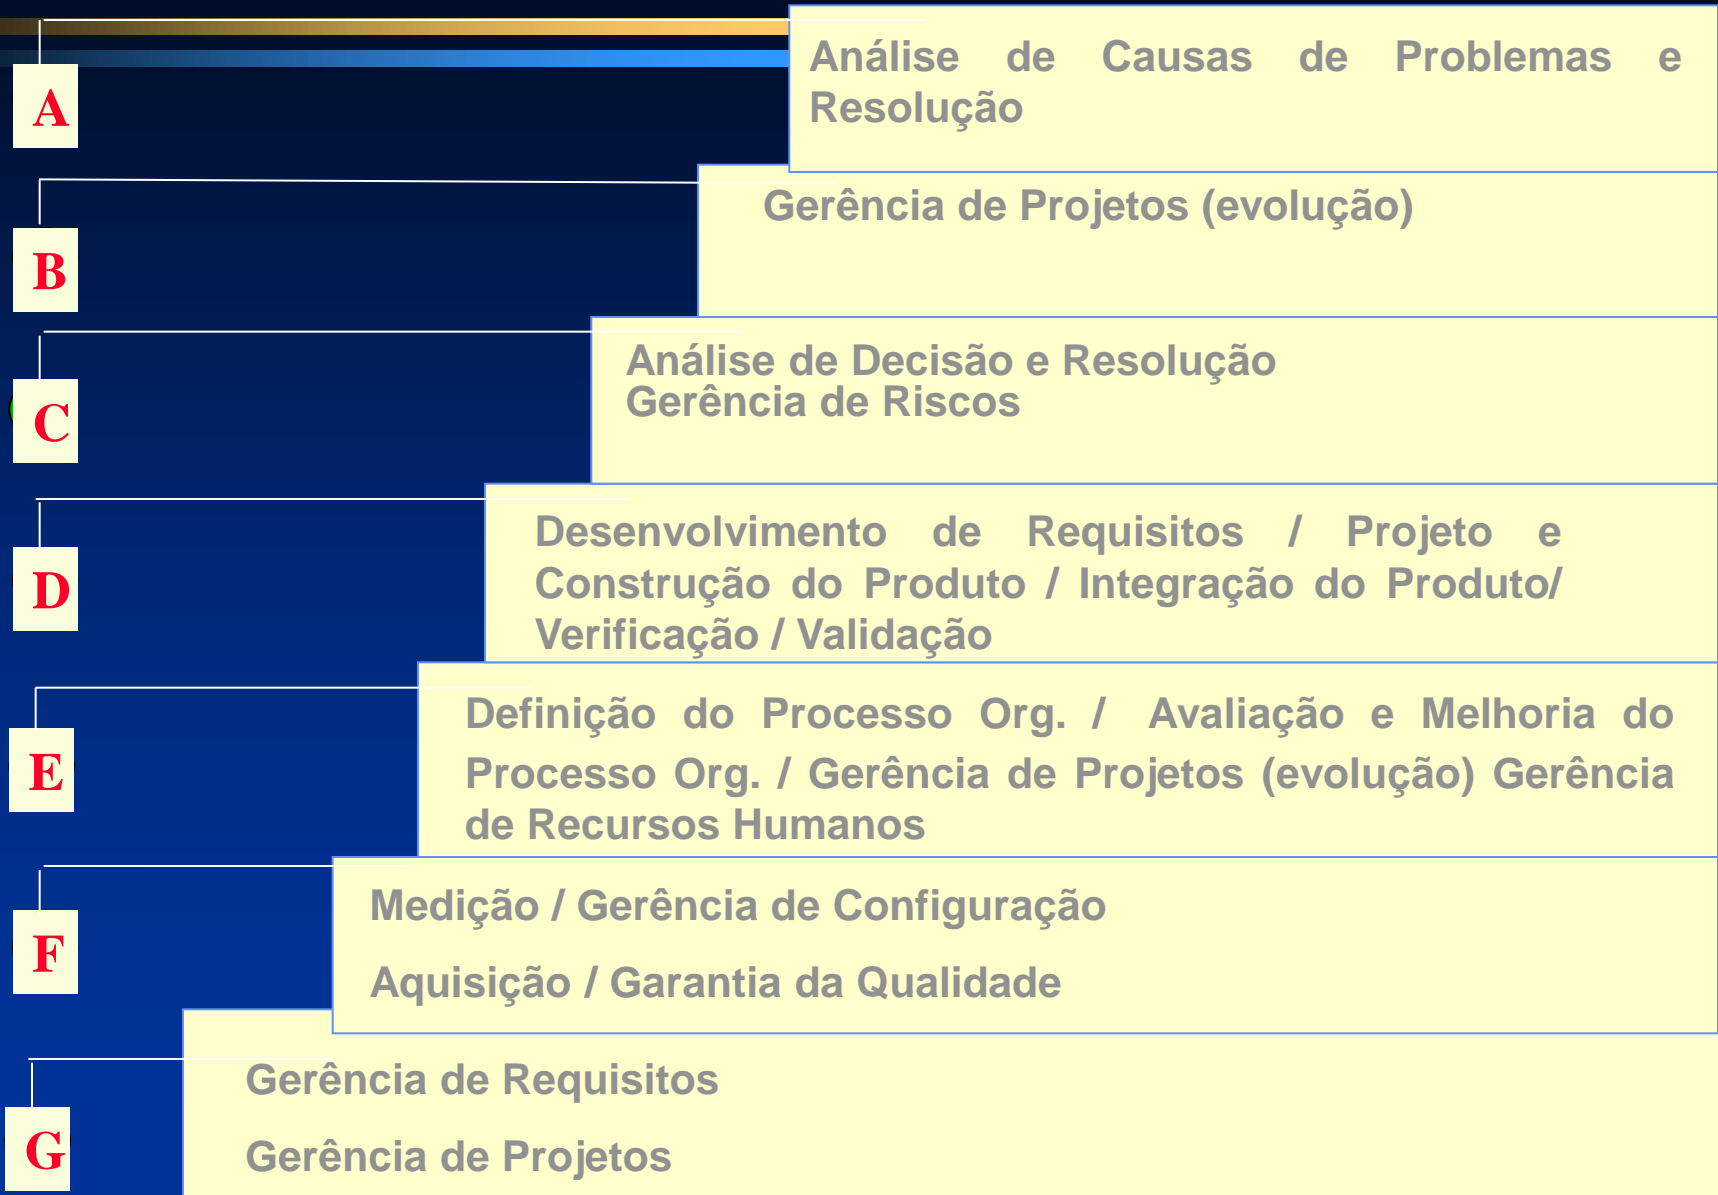 A
Análise de Causas de Problemas e
Resolução
B
Gerência de Projetos (evolução)
C
Análise de Decisão e Resolução
Gerência de Riscos
D
Desenvolvimento de Requisitos / Projeto e
Construção do Produto / Integração do Produto/
Verificação / Validação
E
Definição do Processo Org. / Avaliação e Melhoria do
Processo Org. / Gerência de Projetos (evolução) Gerência
de Recursos Humanos
F
Medição / Gerência de Configuração
Aquisição / Garantia da Qualidade
G
Gerência de Requisitos
Gerência de Projetos